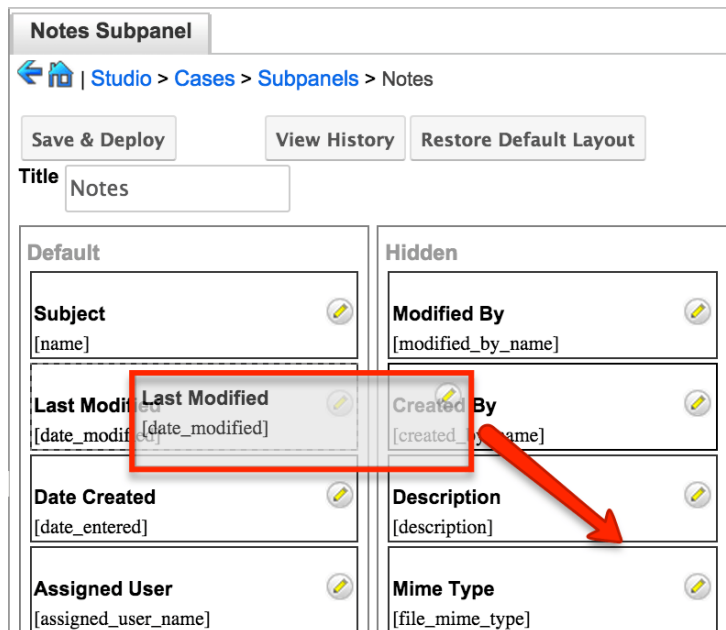 Notes Subpanel
| Studio > Cases > Subpanels > Notes
Save & Deploy
View History
Restore Default Layout
Title
Notes
Default
Subject
[name]
Last Modified
[date_modified]
Last Modified
[date_modified]
Date Created
[date_entered]
Assigned User
[assigned_user_name]
Hidden
Modified By
[modified_by_name]
Created By
[created_by_name]
Description
[description]
Mime Type
[file_mime_type]